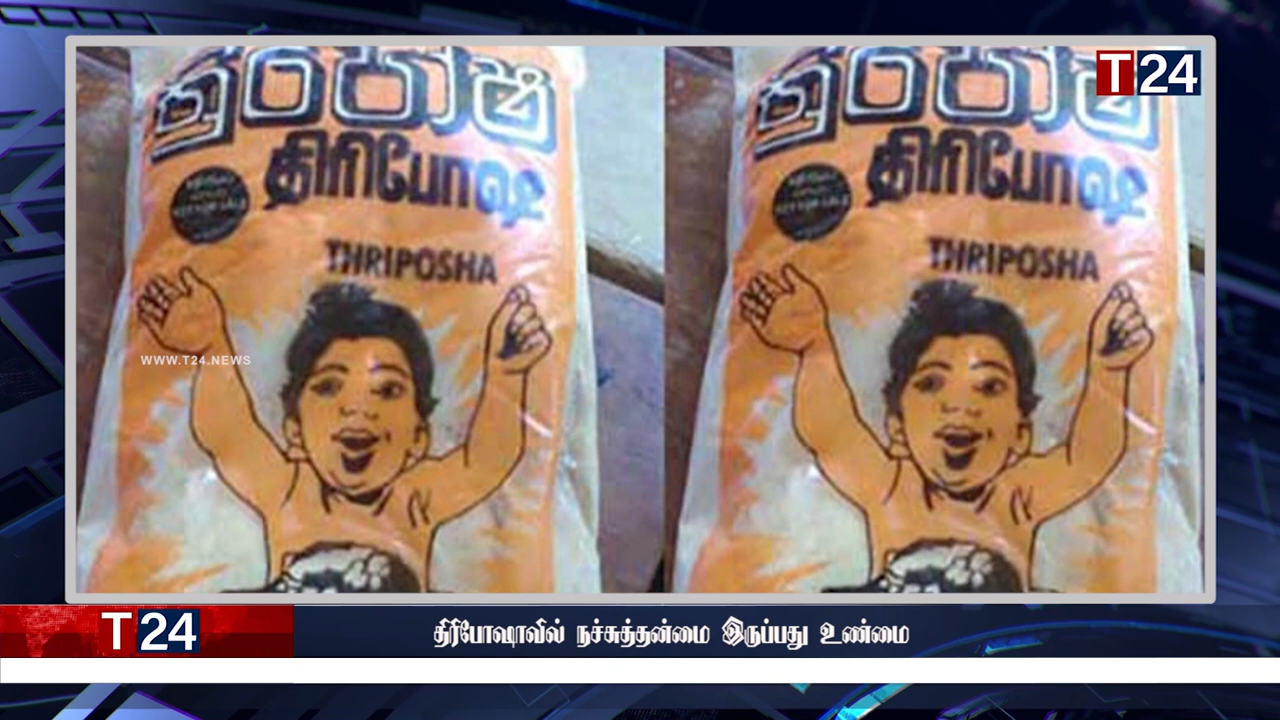 T24
ත්‍රිපෝෂ
திரிபோஷ
THRIPOSHA
WWW.T24.NEWS
ත්‍රිපෝෂ
திரிபோஷ
THRIPOSHA
T24
திரிபோஷாவில் நச்சுத்தன்மை இருப்பது உண்மை